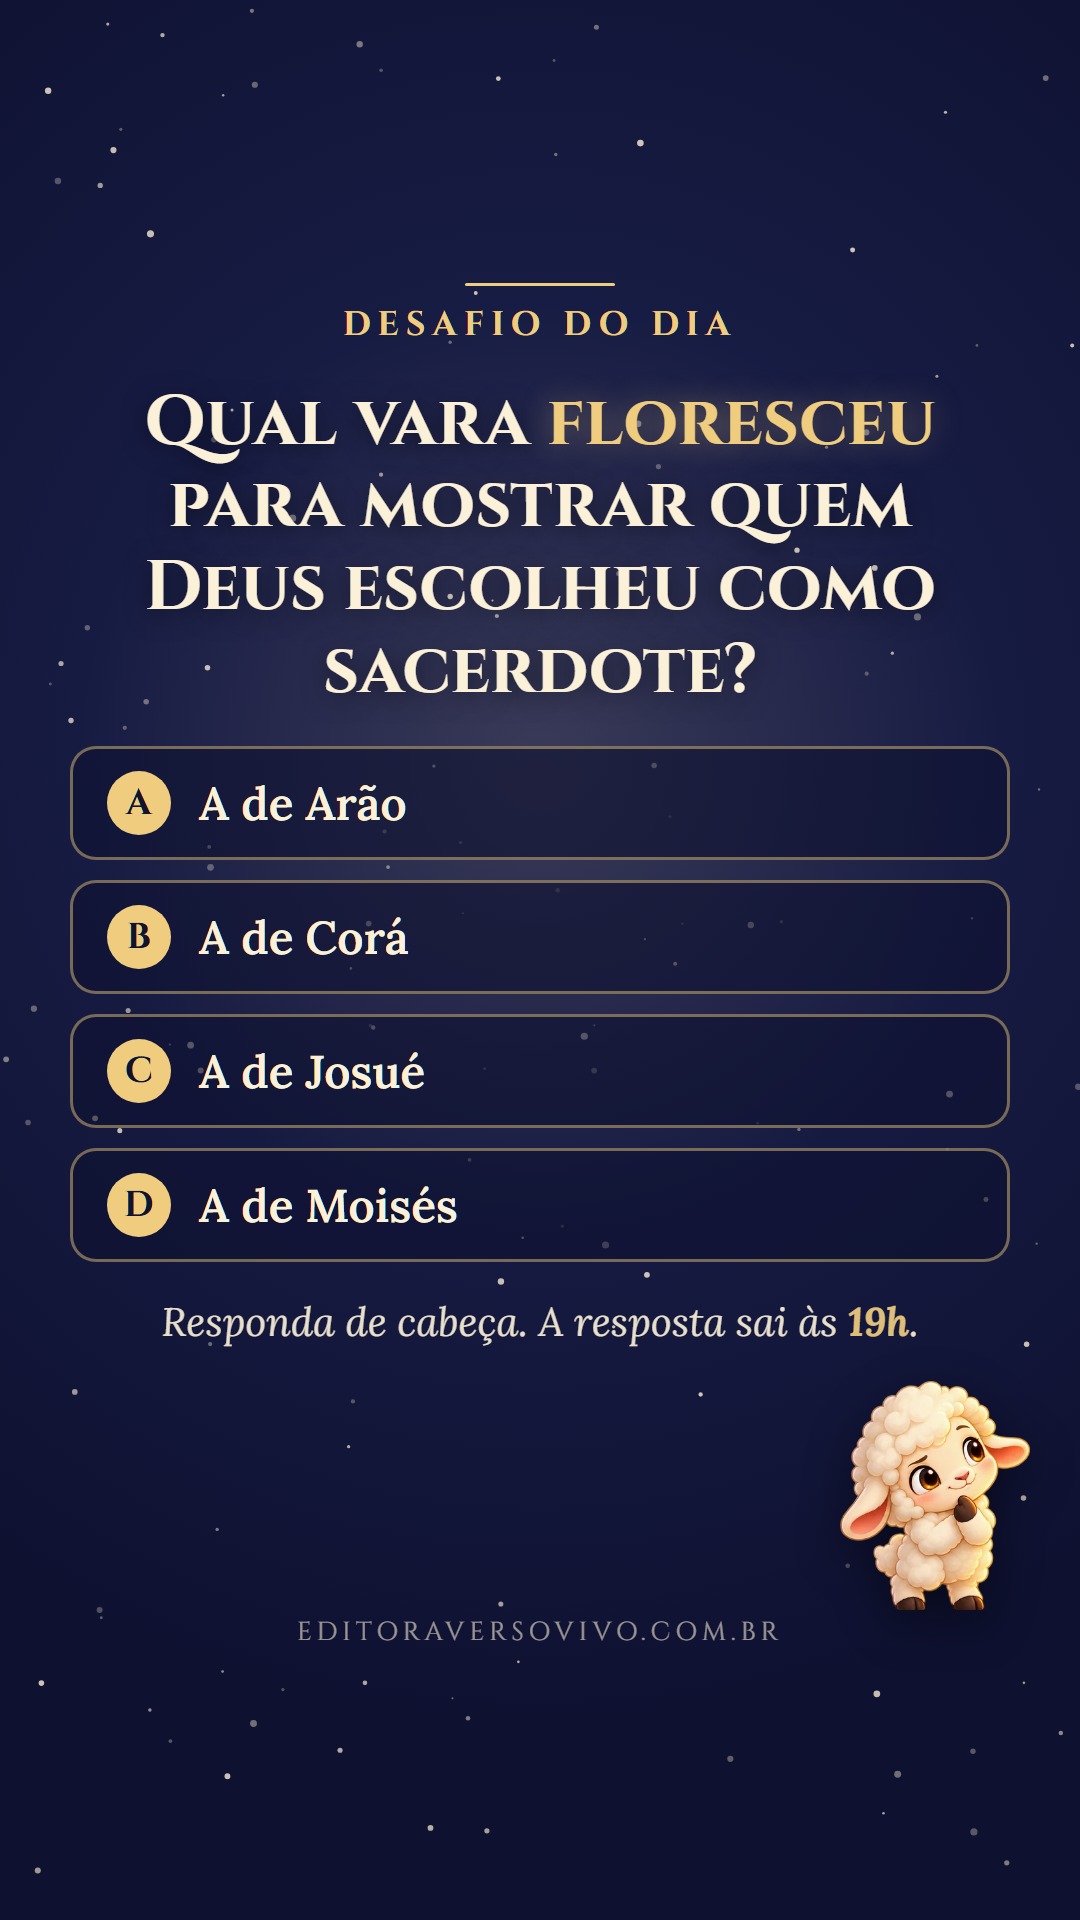 DESAFIO DO DIA
Qual vara floresceu
para mostrar quem
Deus escolheu como
sacerdote?
A A de Arão
B A de Corá
C A de Josué
D A de Moisés
Responda de cabeça. A resposta sai às 19h.
EDITORAVERSOVIVO.COM.BR